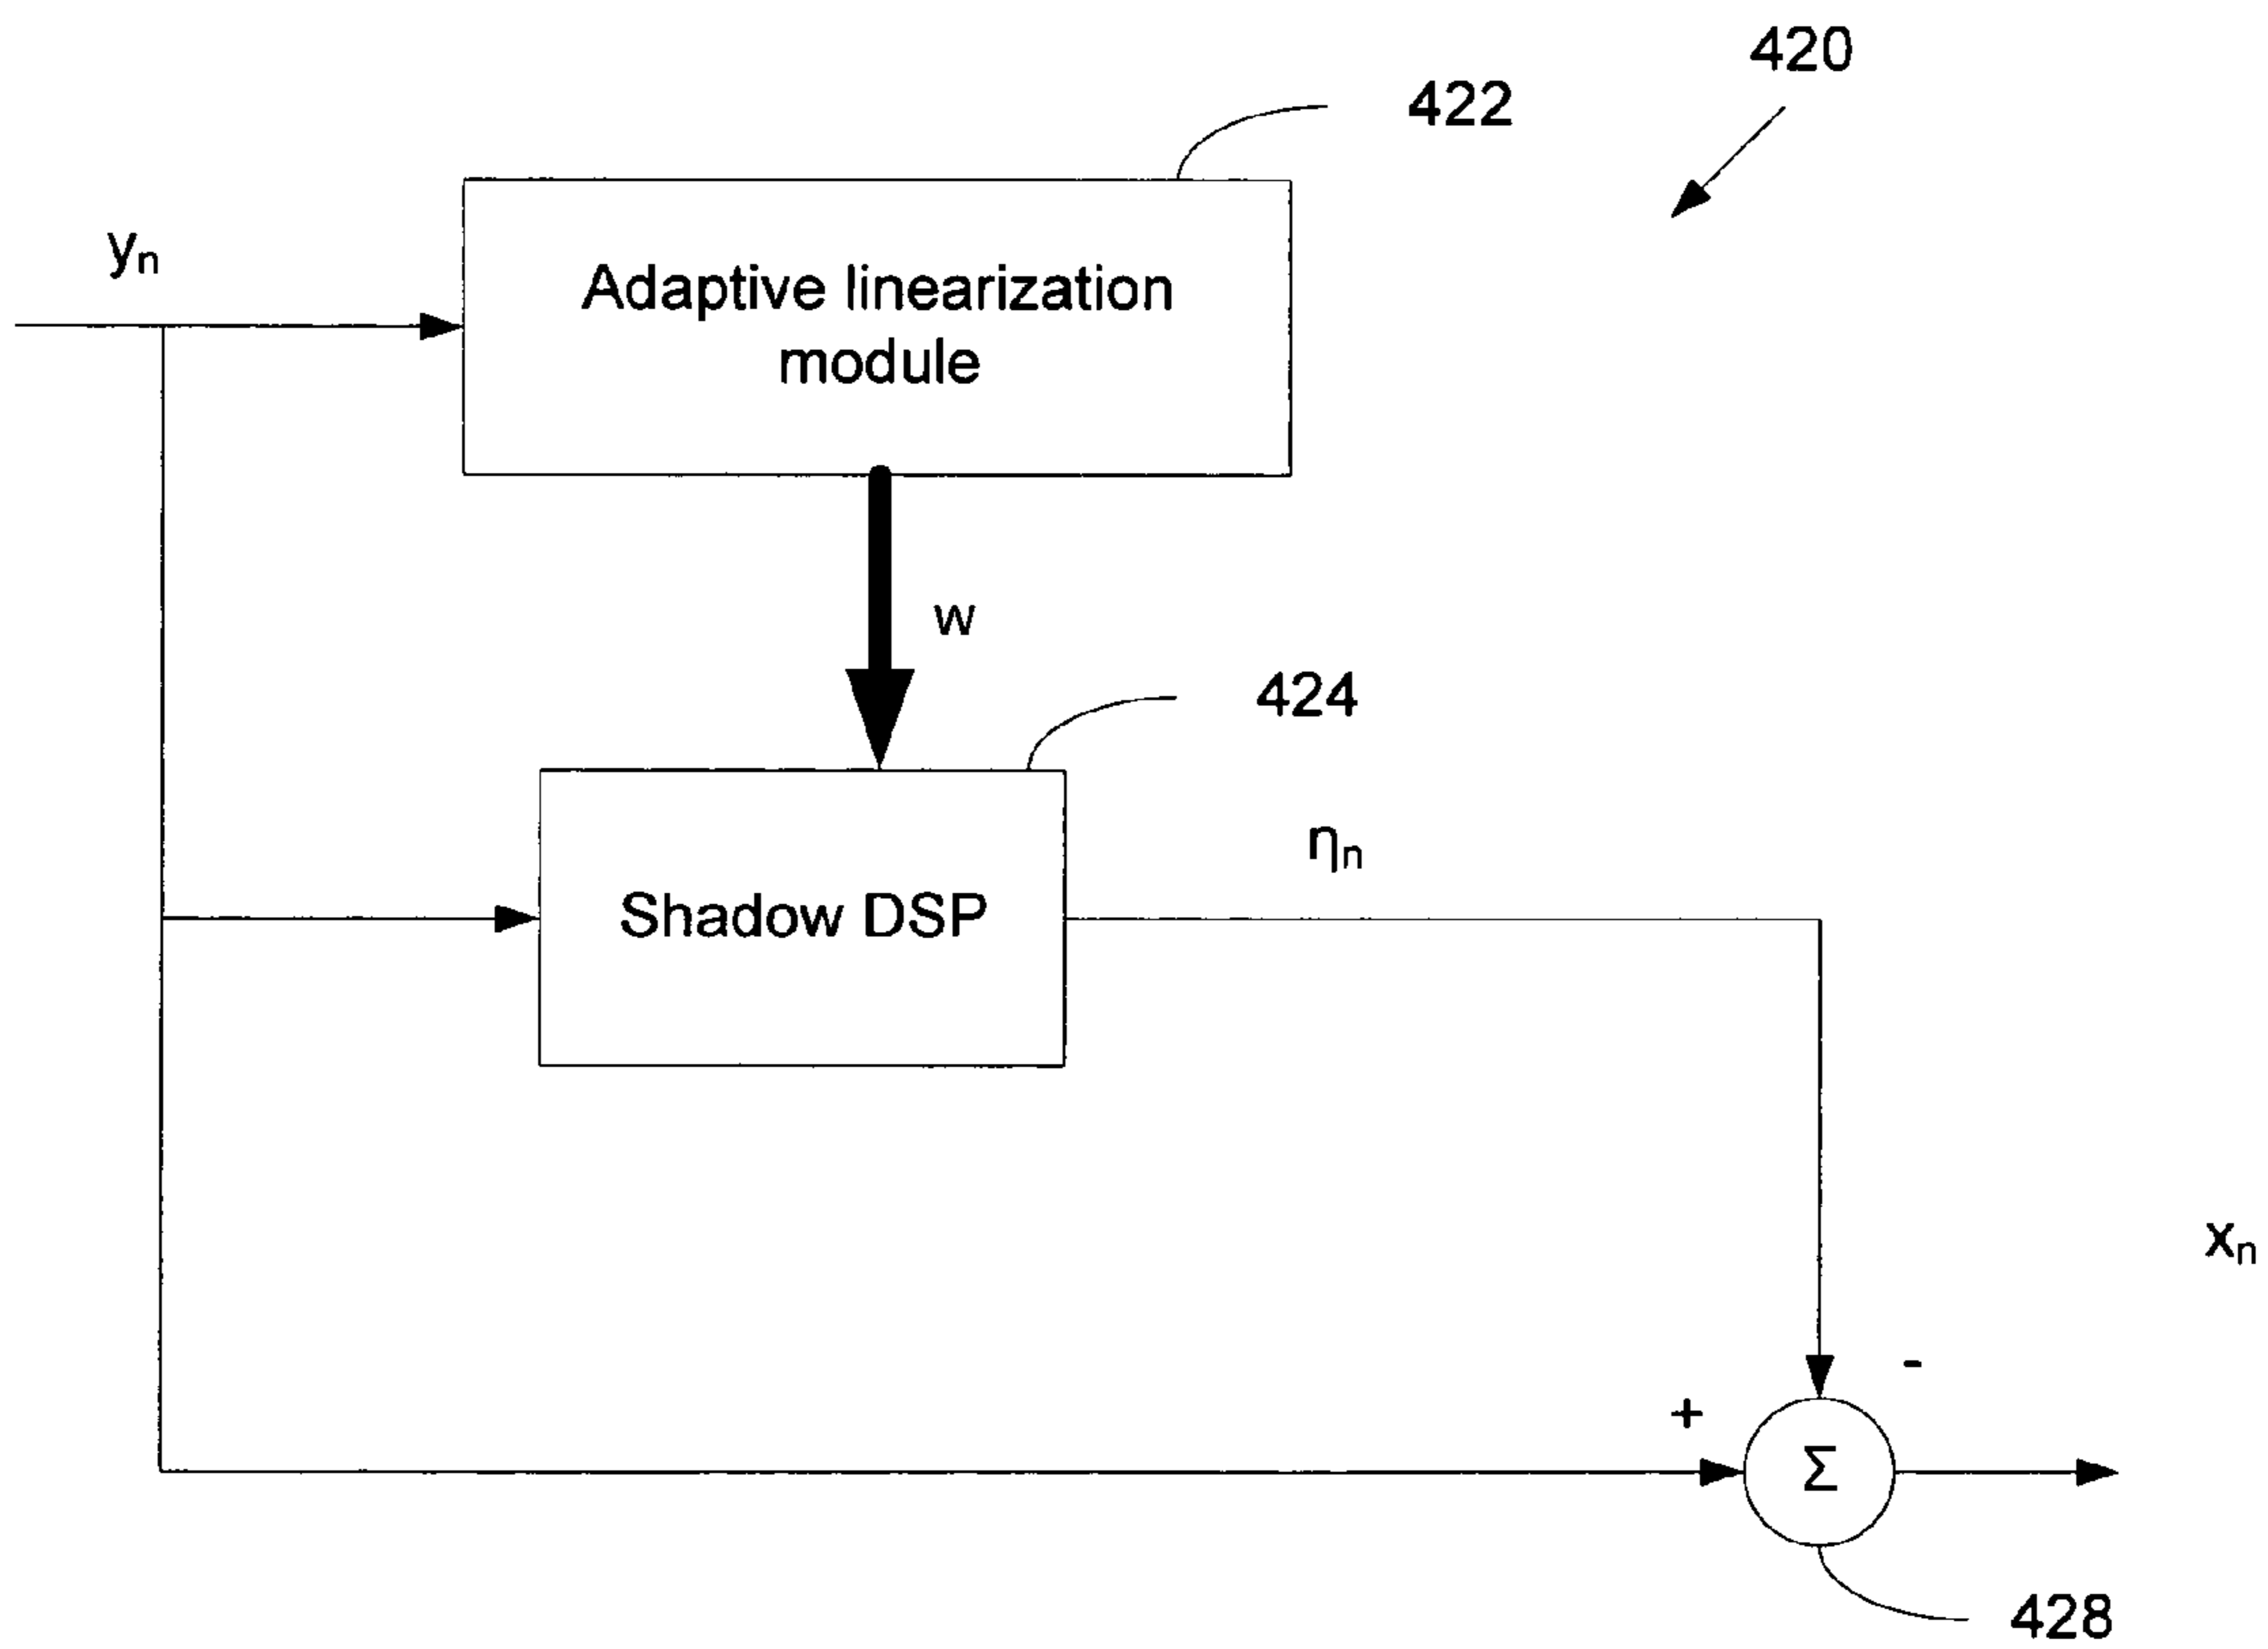 420
422
yn
Adaptive linearization
module
w
424
ηn
Shadow DSP
xn
-
+
Σ
428